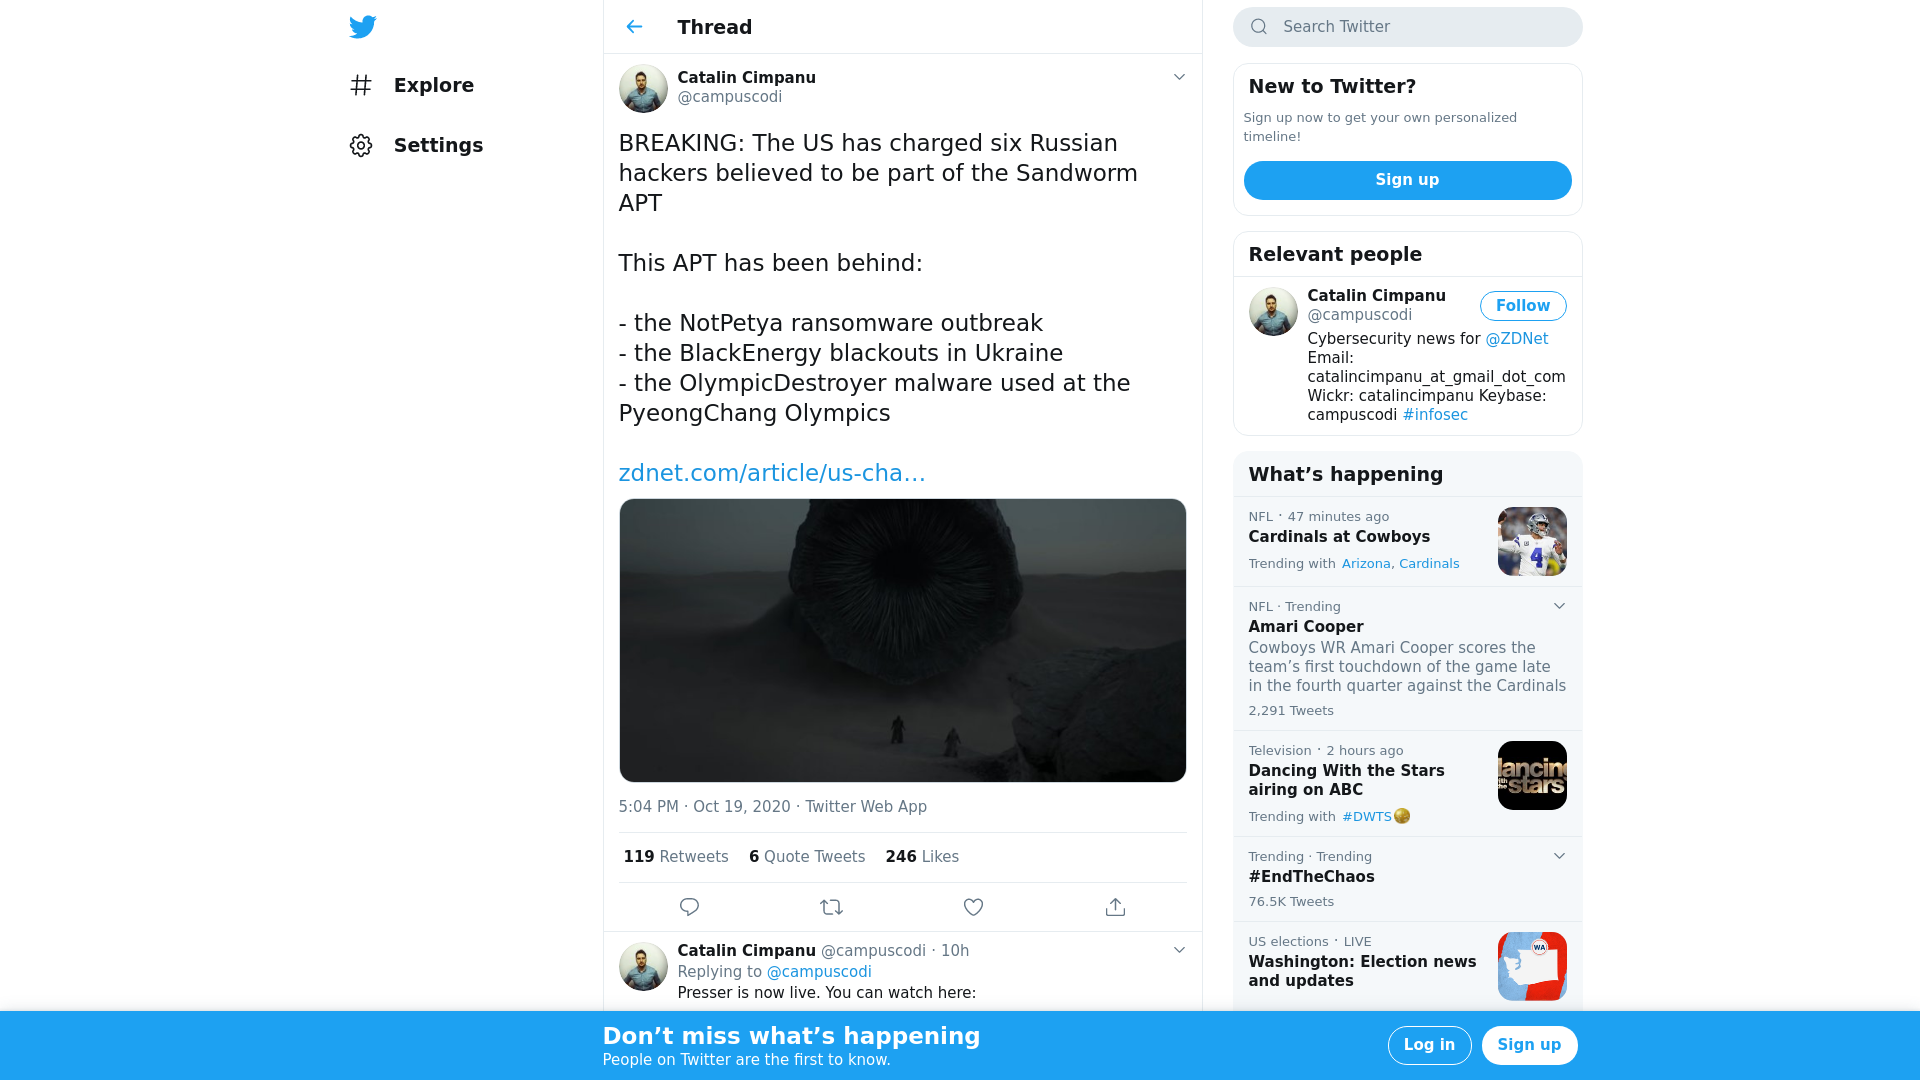 Explore
Settings
Thread
Catalin Cimpanu
@campuscodi
BREAKING: The US has charged six Russian
hackers believed to be part of the Sandworm
APT
This APT has been behind:
- the NotPetya ransomware outbreak
- the BlackEnergy blackouts in Ukraine
- the OlympicDestroyer malware used at the
PyeongChang Olympics
zdnet.com/article/us-cha…
5:04 PM · Oct 19, 2020 · Twitter Web App
119 Retweets 6 Quote Tweets 246 Likes
Catalin Cimpanu @campuscodi · 10h
Replying to @campuscodi
Presser is now live. You can watch here:
Search Twitter
New to Twitter?
Sign up now to get your own personalized
timeline!
Sign up
Relevant people
Catalin Cimpanu
@campuscodi
Follow
Cybersecurity news for @ZDNet
Email:
catalincimpanu_at_gmail_dot_com
Wickr: catalincimpanu Keybase:
campuscodi #infosec
What’s happening
NFL · 47 minutes ago
Cardinals at Cowboys
Trending with Arizona, Cardinals
4
NFL · Trending
Amari Cooper
Cowboys WR Amari Cooper scores the
team’s first touchdown of the game late
in the fourth quarter against the Cardinals
2,291 Tweets
Television · 2 hours ago
Dancing With the Stars
airing on ABC
Trending with #DWTS
dancing
with the
stars
Trending · Trending
#EndTheChaos
76.5K Tweets
US elections · LIVE
Washington: Election news
and updates
WA
Don’t miss what’s happening
People on Twitter are the first to know.
Log in
Sign up